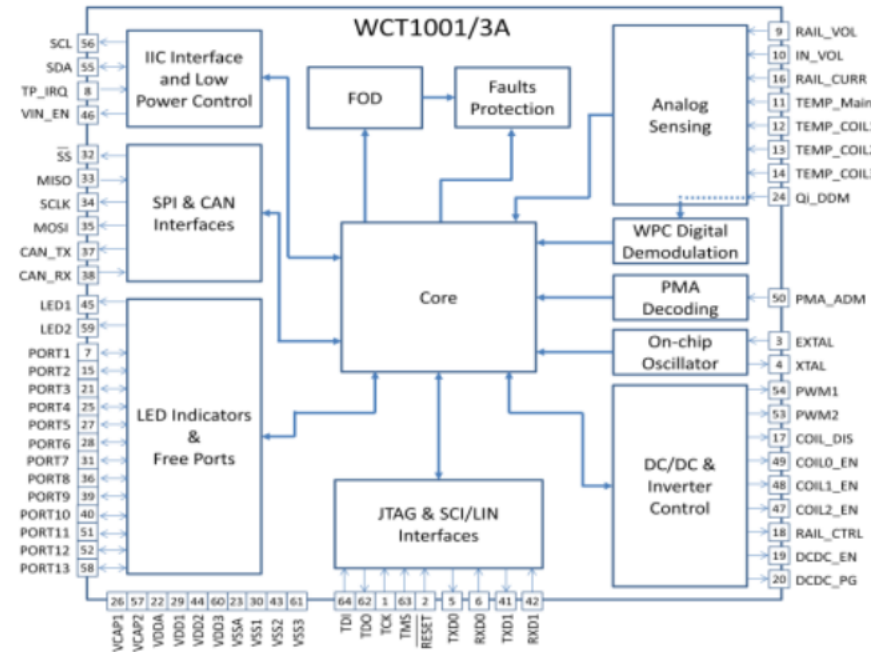 WCT1001/3A
SCL 56
SDA 55
TP_IRQ 8
VIN_EN 46
IIC Interface
and Low
Power Control
SS 32
MISO 33
SCLK 34
MOSI 35
CAN_TX 37
CAN_RX 38
SPI & CAN
Interfaces
LED1 45
LED2 59
PORT1 7
PORT2 15
PORT3 21
PORT4 25
PORT5 27
PORT6 28
PORT7 31
PORT8 36
PORT9 39
PORT10 40
PORT11 51
PORT12 52
PORT13 58
LED Indicators
&
Free Ports
FOD
Faults
Protection
Core
JTAG & SCI/LIN
Interfaces
Analog
Sensing
WPC Digital
Demodulation
PMA
Decoding
On-chip
Oscillator
DC/DC &
Inverter
Control
9 RAIL_VOL
10 IN_VOL
16 RAIL_CURR
11 TEMP_Main
12 TEMP_COIL
13 TEMP_COIL
14 TEMP_COIL
24 Qi_DDM
50 PMA_ADM
3 EXTAL
4 XTAL
54 PWM1
53 PWM2
17 COIL_DIS
49 COIL0_EN
48 COIL1_EN
47 COIL2_EN
18 RAIL_CTRL
19 DCDC_EN
20 DCDC_PG
26 57 22 29 44 60 23 30 43 61
VCAP1 VCAP2 VDDA VDD1 VDD2 VDD3 VSSA VSS1 VSS2 VSS3
64 62 1 63 2 5 6 41 42
TDI TDO TCK TMS RESET TXD0 RXD0 TXD1 RXD1